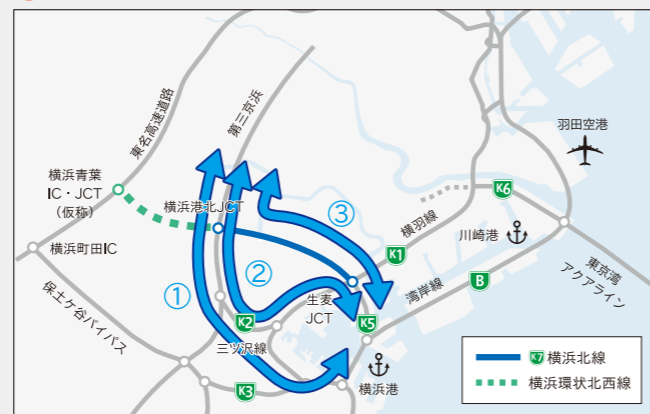 東名高速道路
第三京浜
羽田空港
横浜青葉
IC・JCT
(仮称)
横浜港北JCT
K6
③
横羽線
川崎港
横浜町田IC
K1
東京湾
アクアライン
①
②
湾岸線
B
保土ケ谷バイパス
生麦
JCT
K2
K5
三ツ沢線
K7 横浜北線
K3
横浜港
横浜環状北西線